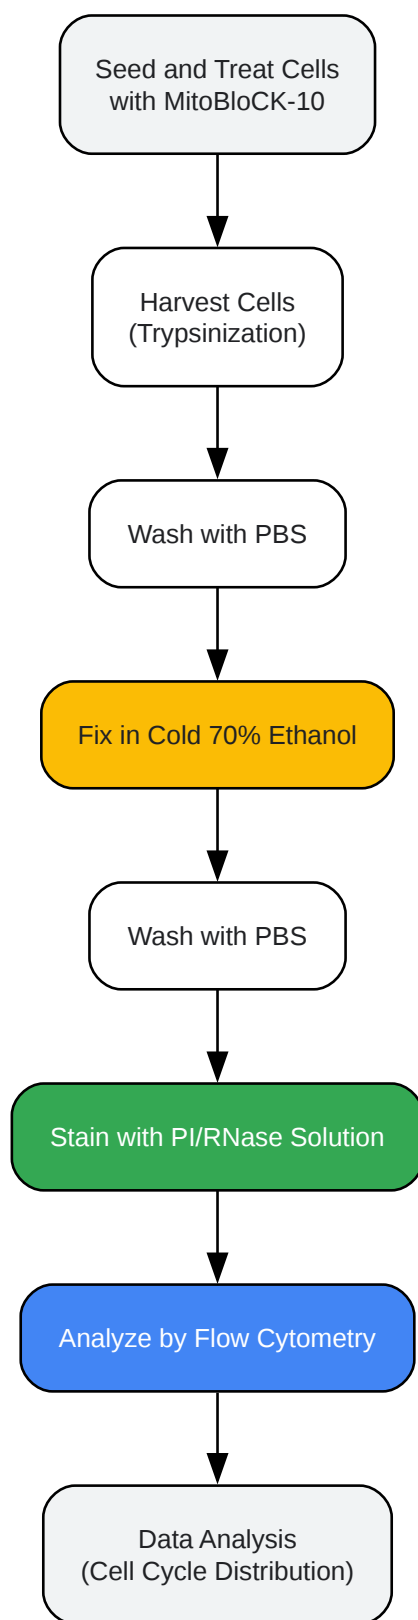 Seed and Treat Cells
with MitoBloCK-10
Harvest Cells
(Trypsinization)
Wash with PBS
Fix in Cold 70% Ethanol
Wash with PBS
Stain with PI/RNase Solution
Analyze by Flow Cytometry
Data Analysis
(Cell Cycle Distribution)